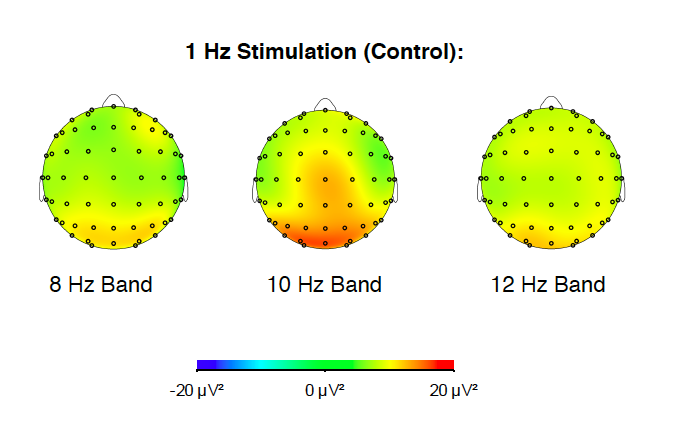 1 Hz Stimulation (Control):
8 Hz Band
10 Hz Band
12 Hz Band
-20 μV²
0 μV²
20 μV²